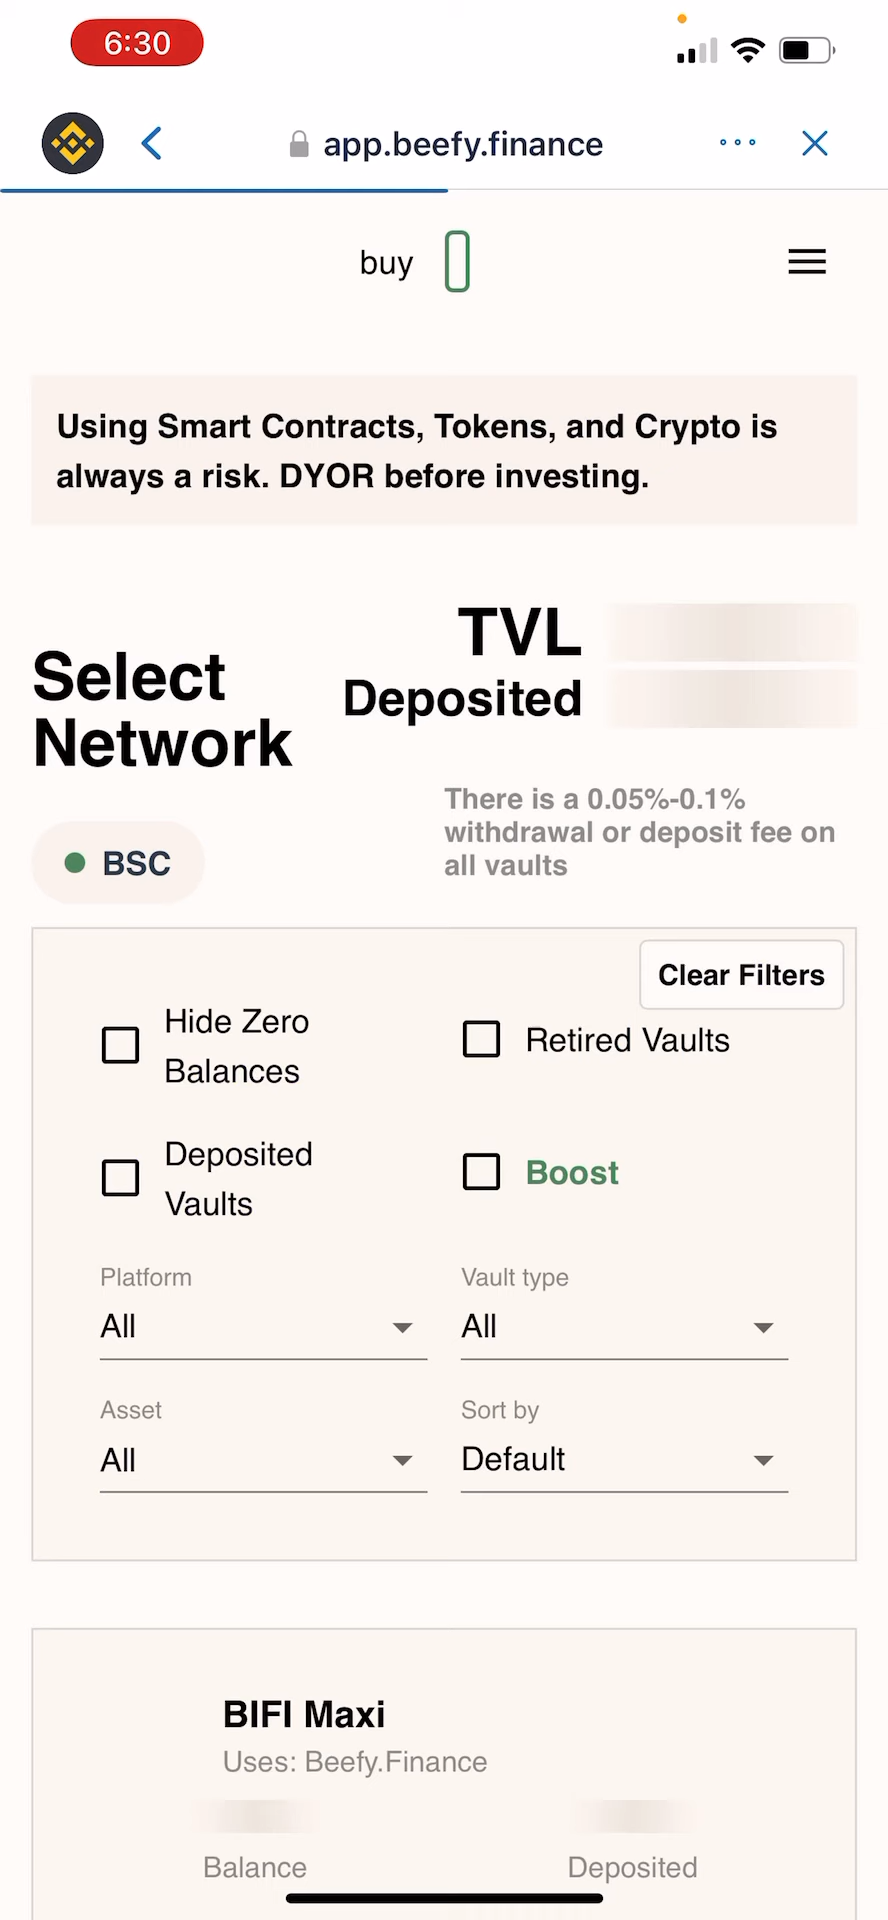 6:30
app.beefy.finance
buy
Using Smart Contracts, Tokens, and Crypto is
always a risk. DYOR before investing.
Select
Network
TVL
Deposited
There is a 0.05%-0.1%
withdrawal or deposit fee on
all vaults
BSC
Clear Filters
Hide Zero
Balances
Retired Vaults
Deposited
Vaults
Boost
Platform
Vault type
All
All
Asset
Sort by
All
Default
BIFI Maxi
Uses: Beefy.Finance
Balance
Deposited